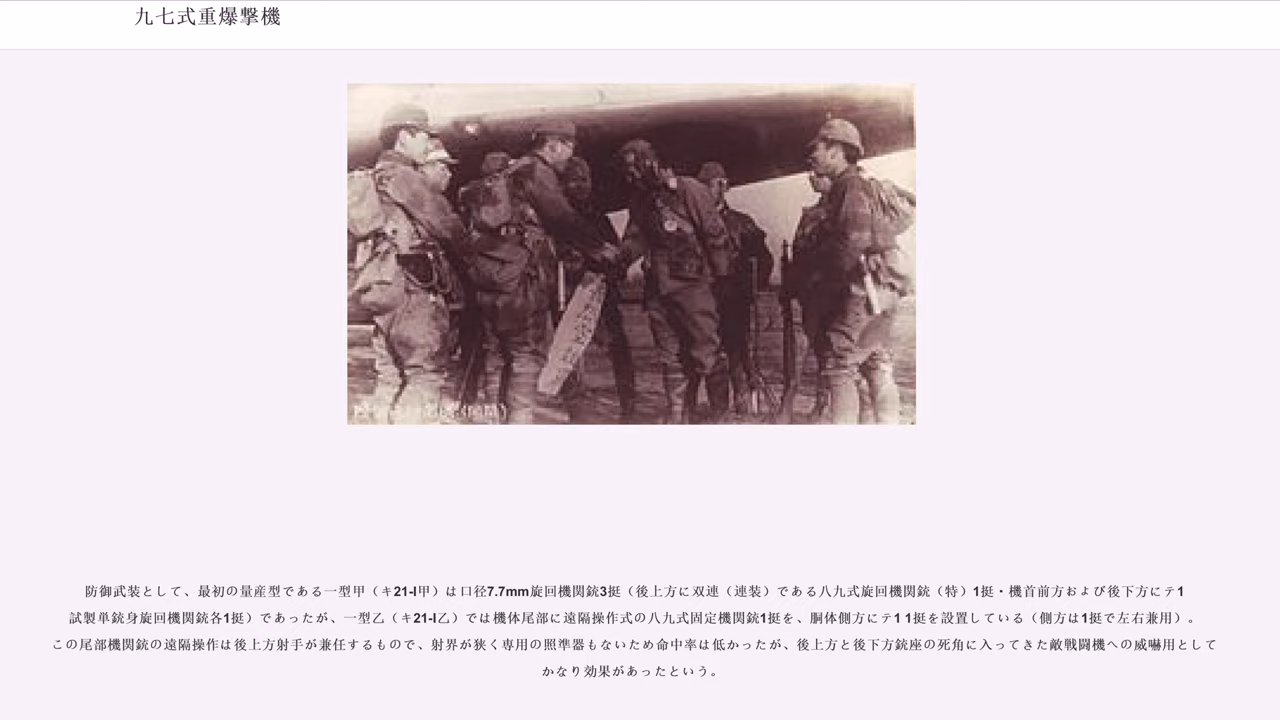 九七式重爆撃機
防御武装として、最初の量産型である一型甲（キ21-I甲）は口径7.7mm旋回機関銃3挺（後上方に双連（連装）である八九式旋回機関銃（特）1挺・機首前方および後下方にテ1
試製単銃身旋回機関銃各1挺）であったが、一型乙（キ21-I乙）では機体尾部に遠隔操作式の八九式固定機関銃1挺を、胴体側方にテ1 1挺を設置している（側方は1挺で左右兼用）。
この尾部機関銃の遠隔操作は後上方射手が兼任するもので、射界が狭く専用の照準器もないため命中率は低かったが、後上方と後下方銃座の死角に入ってきた敵戦闘機への威嚇用として
かなり効果があったという。